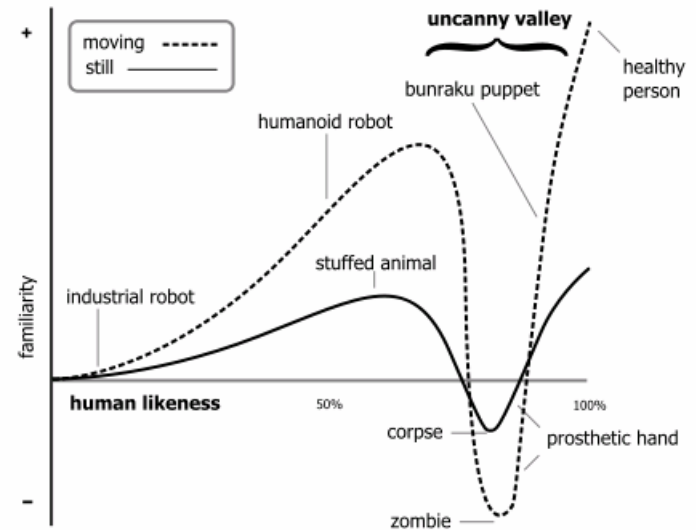 +
uncanny valley
moving
still
healthy
person
bunraku puppet
humanoid robot
stuffed animal
industrial robot
familiarity
human likeness
50%
100%
corpse
prosthetic hand
–
zombie